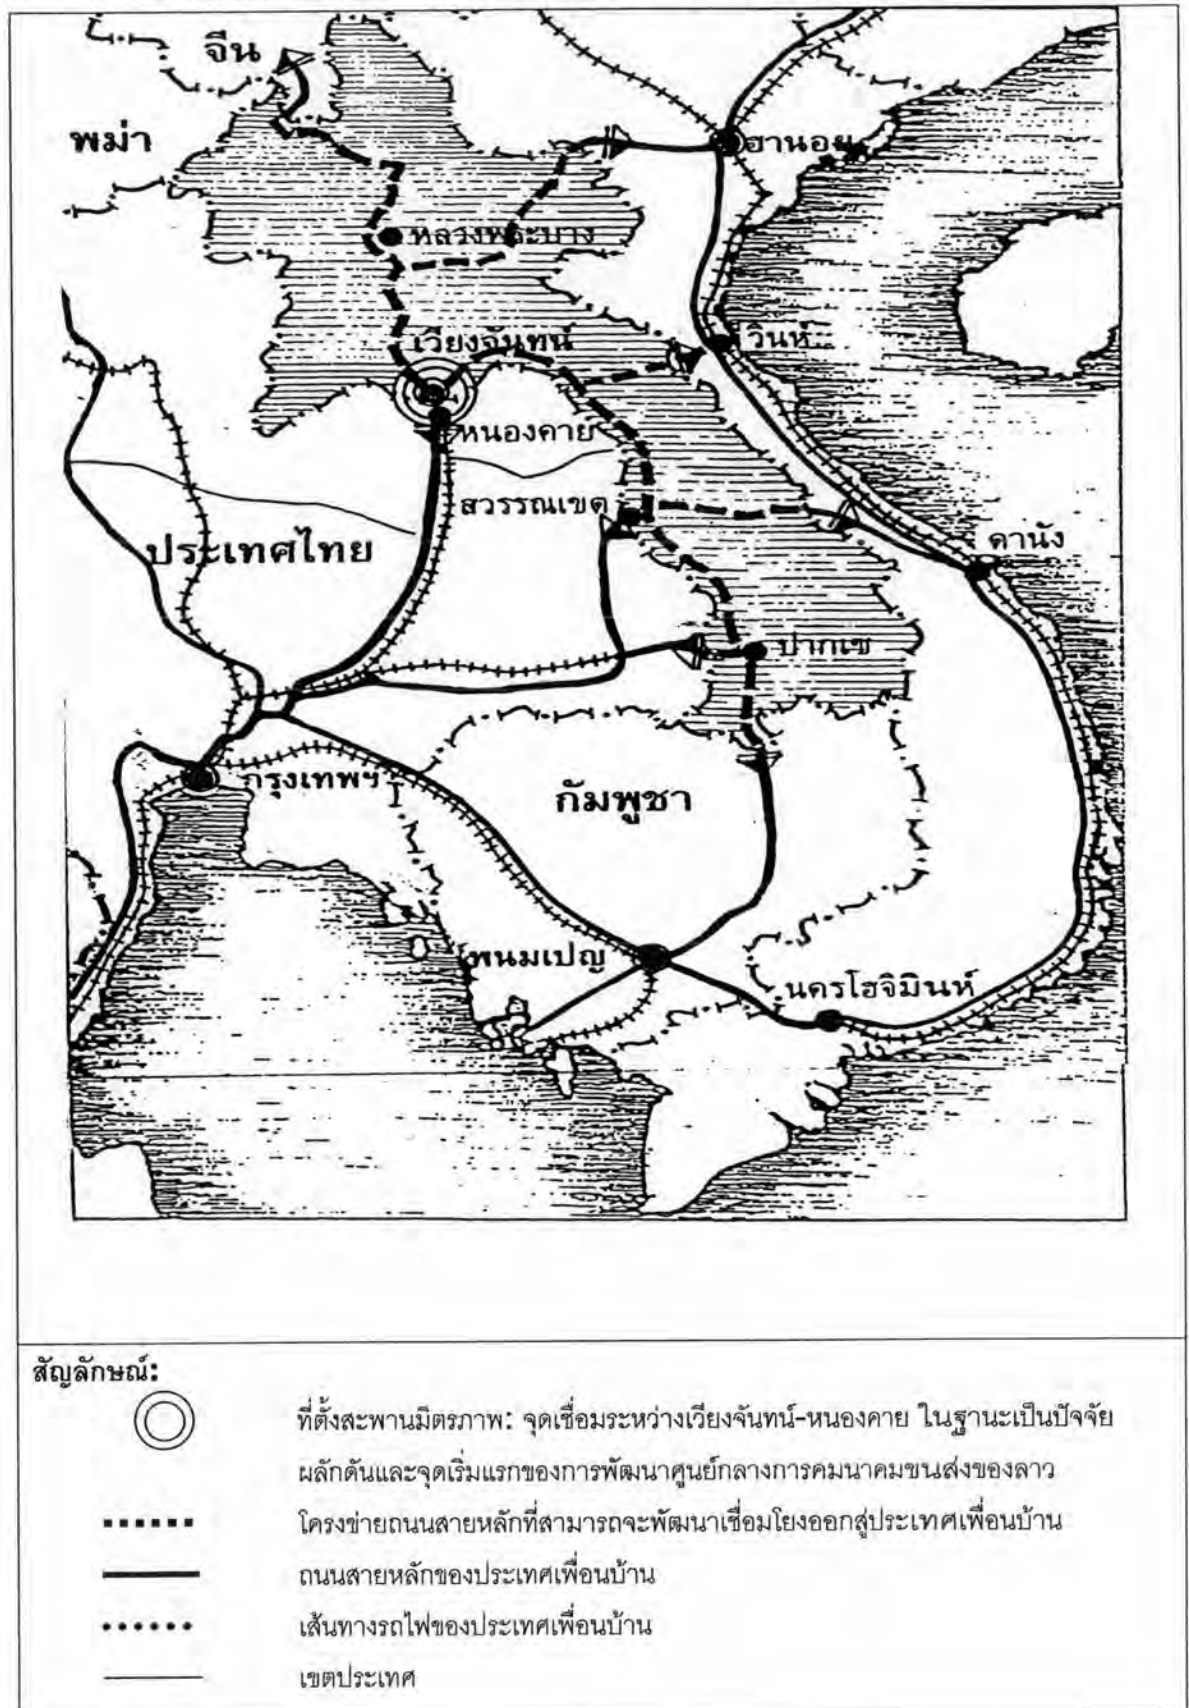 จีน
พม่า
ฮานอย
หลวงพระบาง
เวียงจันทน์
วินห์
หนองคาย
สวรรณเขต
ประเทศไทย
ดานัง
ปากเซ
กรุงเทพฯ
กัมพูชา
พนมเปญ
นครโฮจิมินห์
สัญลักษณ์:
ที่ตั้งสะพานมิตรภาพ: จุดเชื่อมระหว่างเวียงจันทน์-หนองคาย ในฐานะเป็นปัจจัย
ผลักดันและจุดเริ่มแรกของการพัฒนาศูนย์กลางการคมนาคมขนส่งของลาว
โครงข่ายถนนสายหลักที่สามารถจะพัฒนาเชื่อมโยงออกสู่ประเทศเพื่อนบ้าน
ถนนสายหลักของประเทศเพื่อนบ้าน
เส้นทางรถไฟของประเทศเพื่อนบ้าน
เขตประเทศ